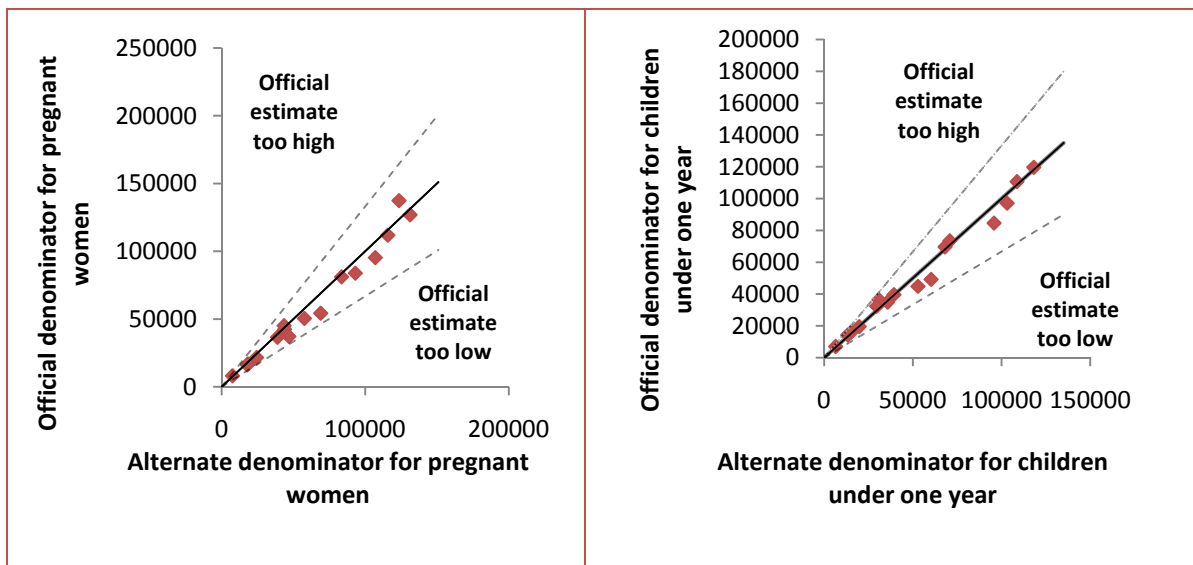 Official denominator for pregnant
women
250000
200000
150000
100000
50000
0
Official
estimate
too high
Official
estimate
too low
0 100000 200000
Alternate denominator for pregnant
women
Official denominator for children
under one year
200000
180000
160000
140000
120000
100000
80000
60000
40000
20000
0
Official
estimate
too high
Official
estimate
too low
0 50000 100000 150000
Alternate denominator for children
under one year